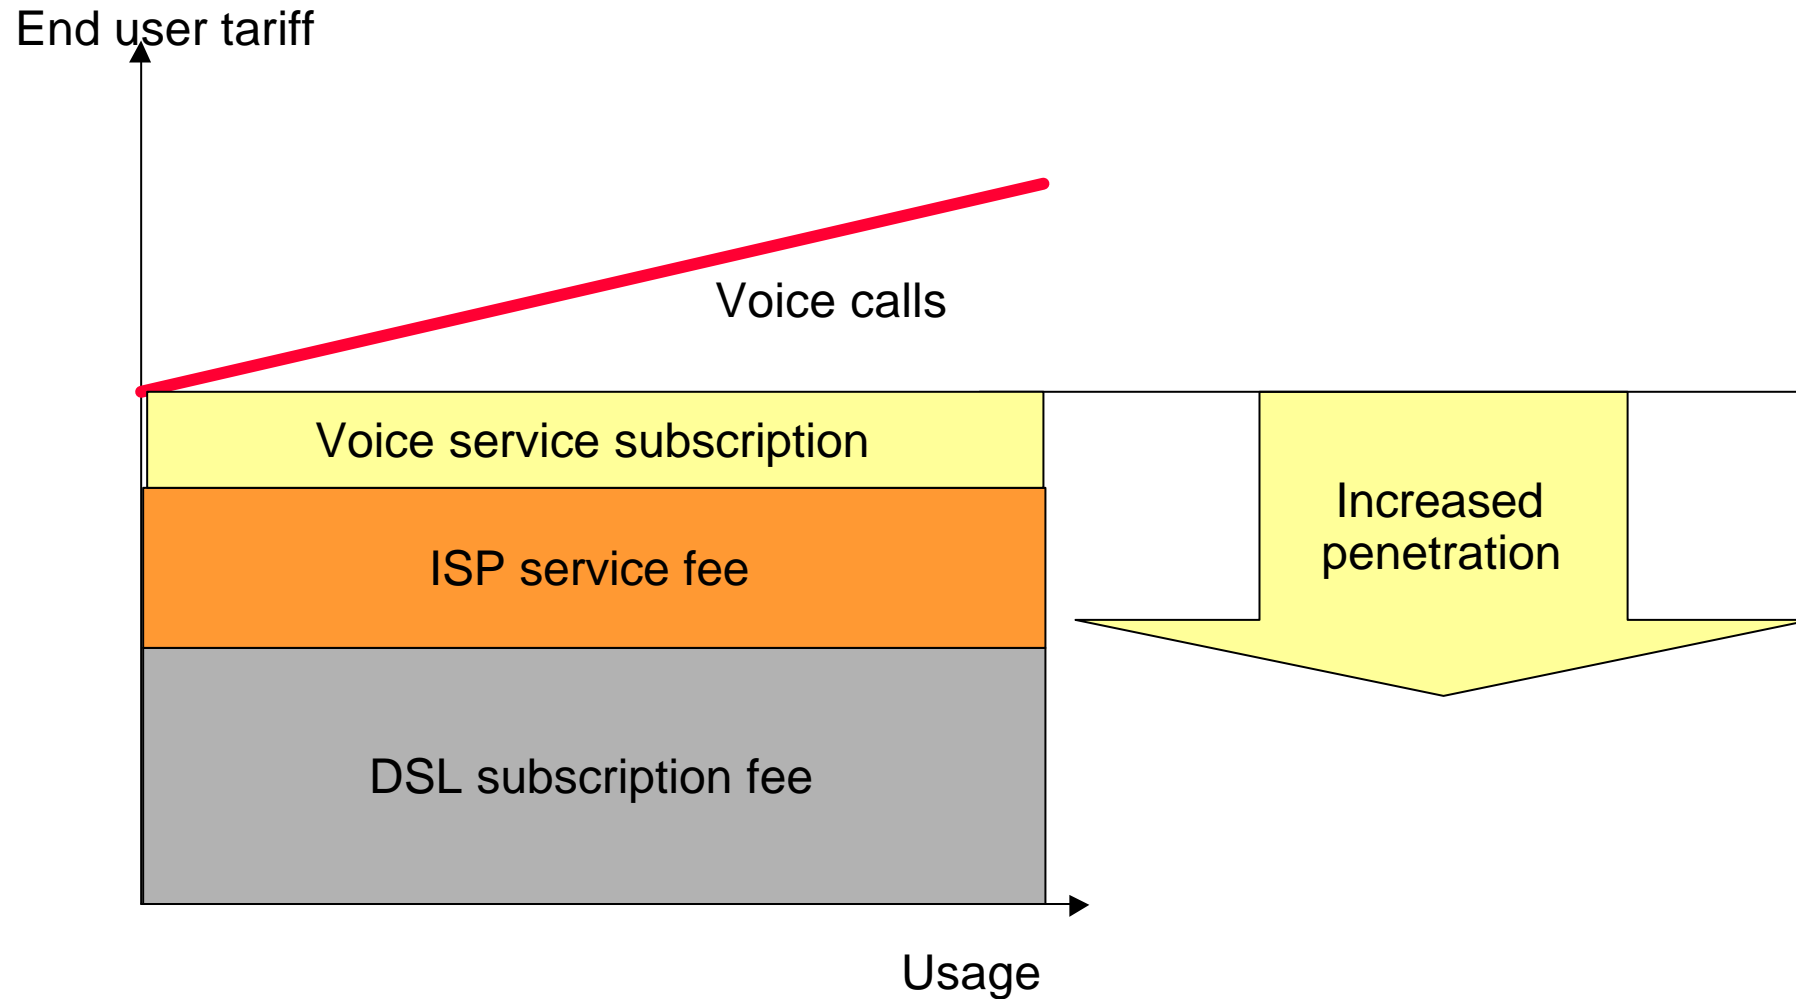 End user tariff
Voice calls
Voice service subscription
Increased
penetration
ISP service fee
DSL subscription fee
Usage